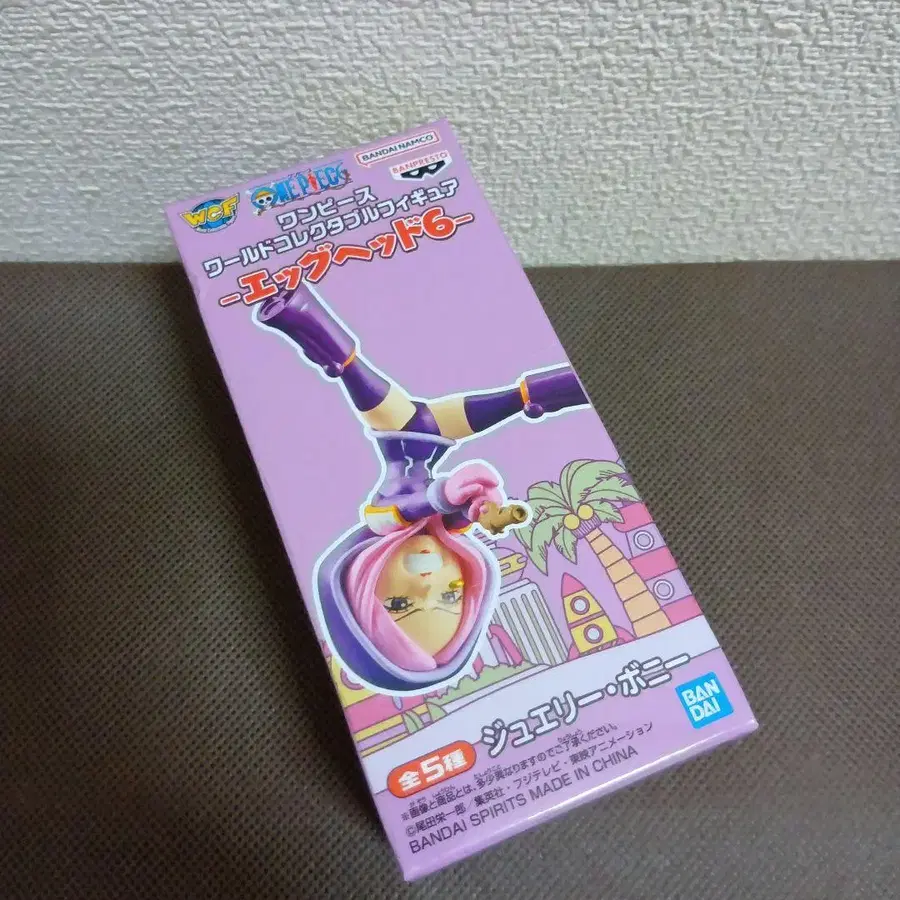 WCF
ONE PIECE
BANDAI NAMCO
BANPRESTO
ワンピース
ワールドコレクタブルフィギュア
-エッグヘッド6-
ジュエリー・ボニー
BAN
DAI
全5種
※画像と商品とは、多少異なりますのでご了承ください。
©尾田栄一郎/集英社・フジテレビ・東映アニメーション
BANDAI SPIRITS MADE IN CHINA